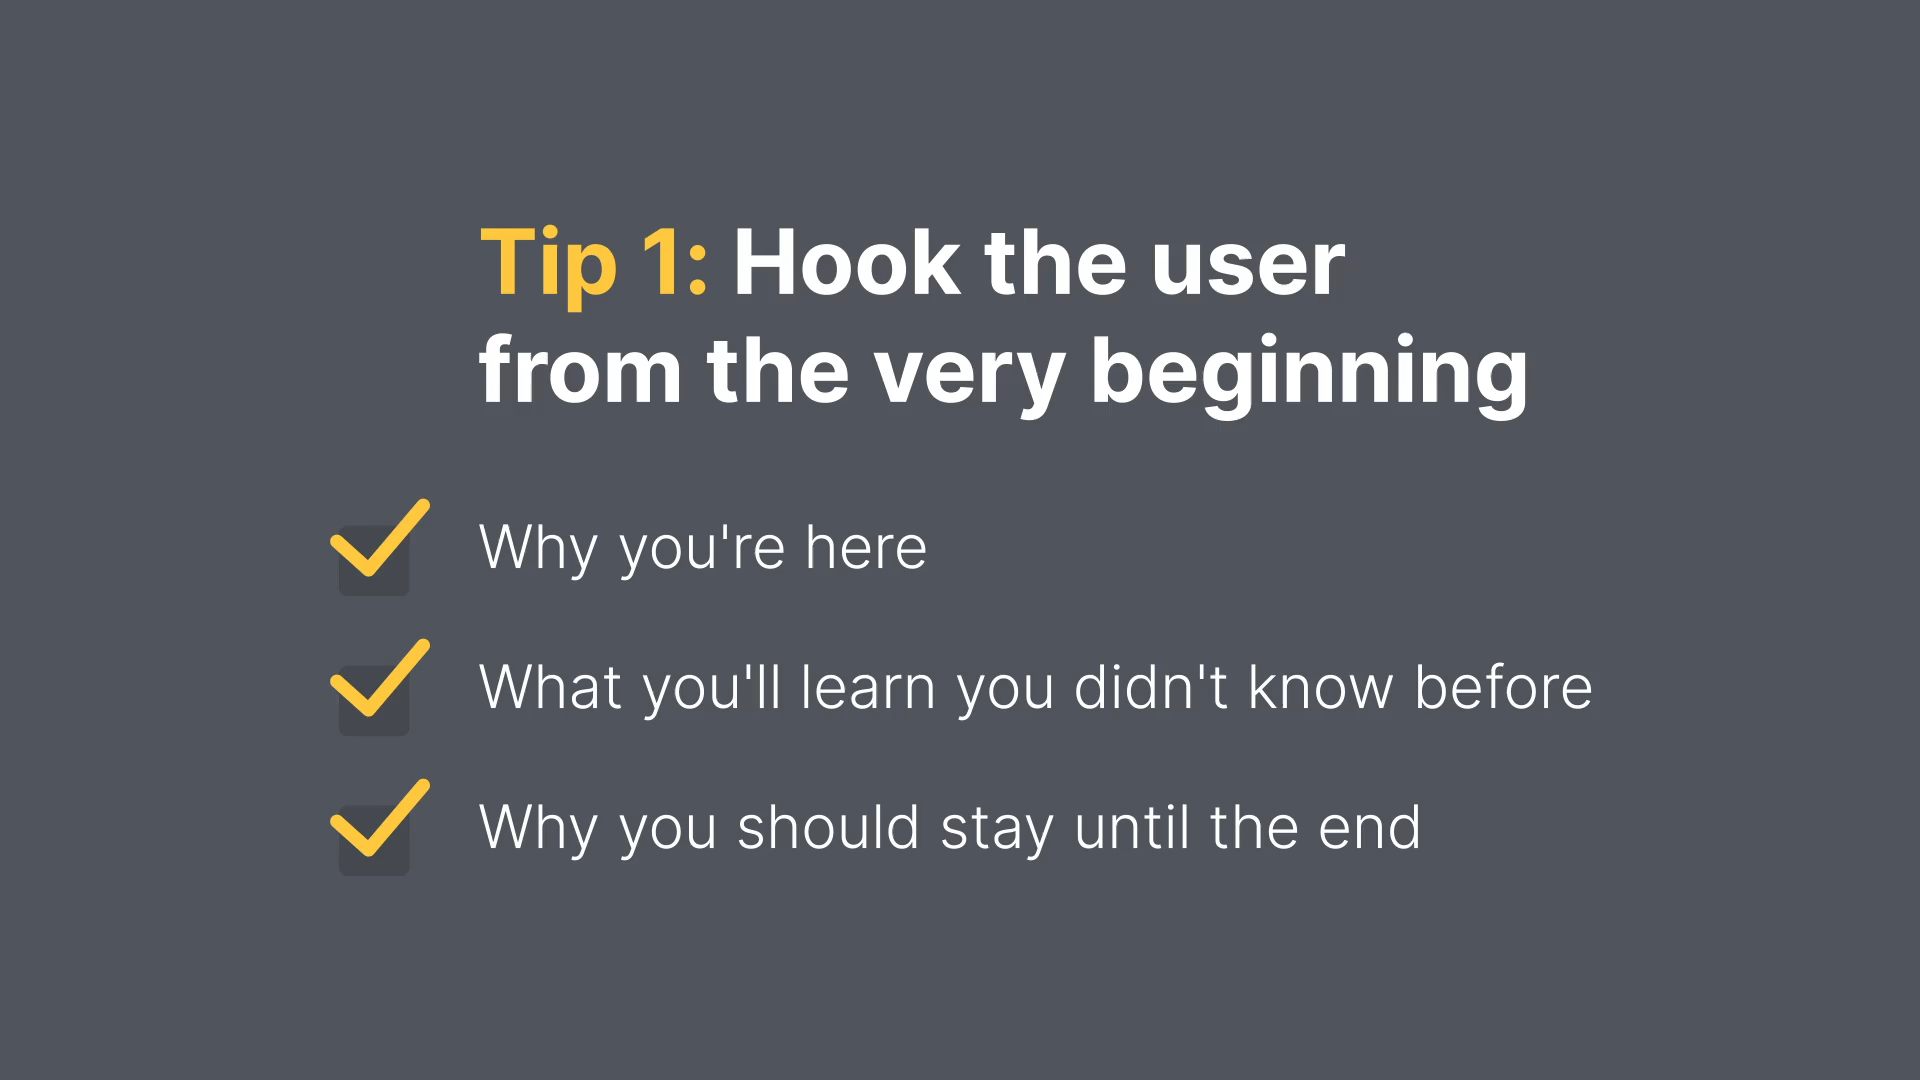 Tip 1: Hook the user
from the very beginning
Why you're here
What you'll learn you didn't know before
Why you should stay until the end